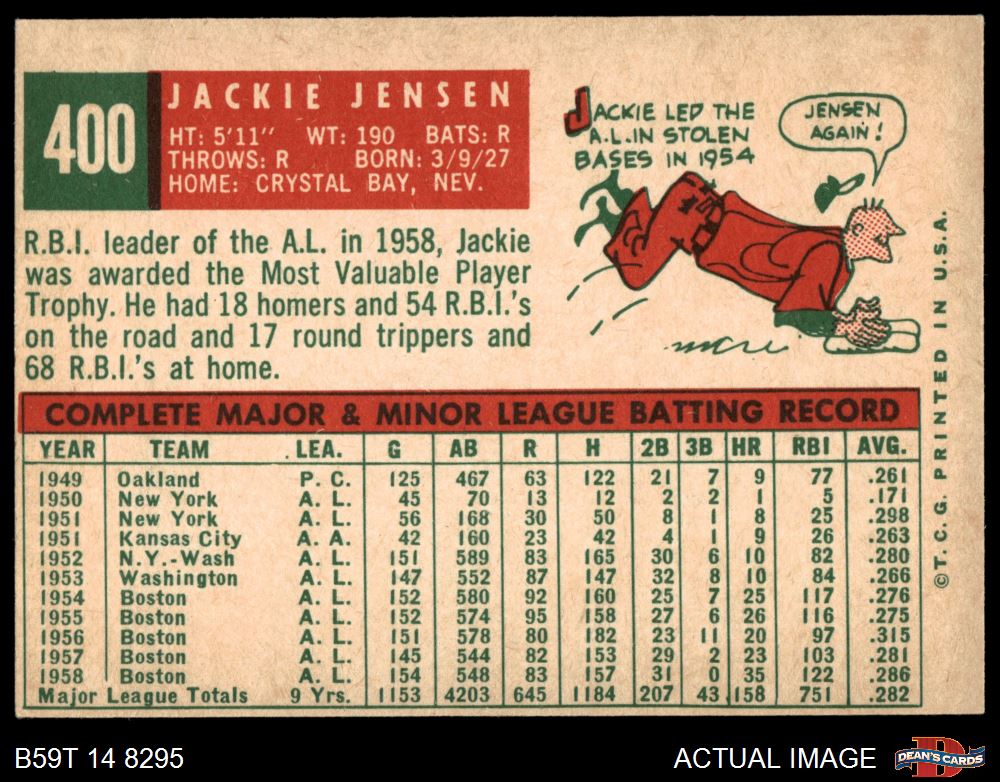 400
JACKIE JENSEN
HT: 5'11" WT: 190 BATS: R
THROWS: R BORN: 3/9/27
HOME: CRYSTAL BAY, NEV.
R.B.I. leader of the A.L. in 1958, Jackie
was awarded the Most Valuable Player
Trophy. He had 18 homers and 54 R.B.I.'s
on the road and 17 round trippers and
68 R.B.I.'s at home.
JACKIE LED THE
A.L. IN STOLEN
BASES IN 1954
JENSEN
AGAIN!
COMPLETE MAJOR & MINOR LEAGUE BATTING RECORD
YEAR TEAM LEA. G AB R H 2B 3B HR RBI AVG.
1949 Oakland P. C. 125 467 63 122 21 7 9 77 .261
1950 New York A. L. 45 70 13 12 2 2 1 5 .171
1951 New York A. L. 56 168 30 50 8 1 8 25 .298
1951 Kansas City A. A. 42 160 23 42 4 1 9 26 .263
1952 N.Y.-Wash A. L. 151 589 83 165 30 6 10 82 .280
1953 Washington A. L. 147 552 87 147 32 8 10 84 .266
1954 Boston A. L. 152 580 92 160 25 7 25 117 .276
1955 Boston A. L. 152 574 95 158 27 6 26 116 .275
1956 Boston A. L. 151 578 80 182 23 11 20 97 .315
1957 Boston A. L. 145 544 82 153 29 2 23 103 .281
1958 Boston A. L. 154 548 83 157 31 0 35 122 .286
Major League Totals 9 Yrs. 1153 4203 645 1184 207 43 158 751 .282
© T. C. G. PRINTED IN U.S.A.
B59T 14 8295
ACTUAL IMAGE
D
DEAN'S CARDS